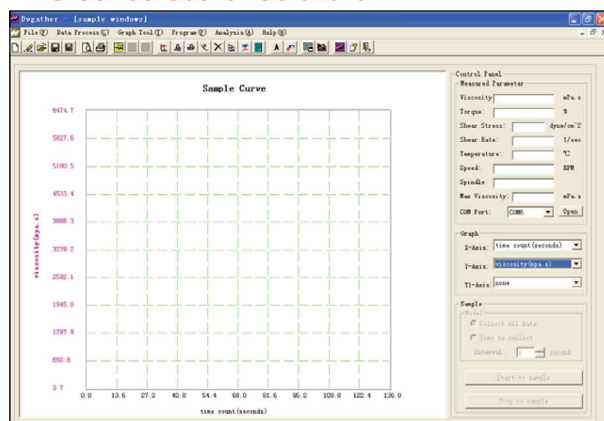 Dvgather - [sample windows]
File(F) Data Process(C) Graph Tool(T) Program(P) Analysis(A) Help(H)
Sample Curve
6474.7
5827.6
5180.5
4533.4
3886.3
3239.2
2592.1
1945.0
1297.9
650.8
3.7
viscosity(mpa.s)
0.0 13.6 27.2 40.8 54.4 68.0 81.6 95.2 108.8 122.4 136.0
time count(seconds)
Control Panel
Measured Parameter
Viscosity mPa.s
Torque: %
Shear Stress: dyne/cm^2
Shear Rate: 1/sec
Temperature: ℃
Speed: RPM
Spindle:
Max Viscosity: mPa.s
COM Port: COM5 Open
Graph
X-Axis: time count(seconds)
Y-Axis: viscosity(mpa.s)
Y1-Axis: none
Sample
Model
Collect All Data
Time to collect
Interval: second
Start to sample
Stop to sample